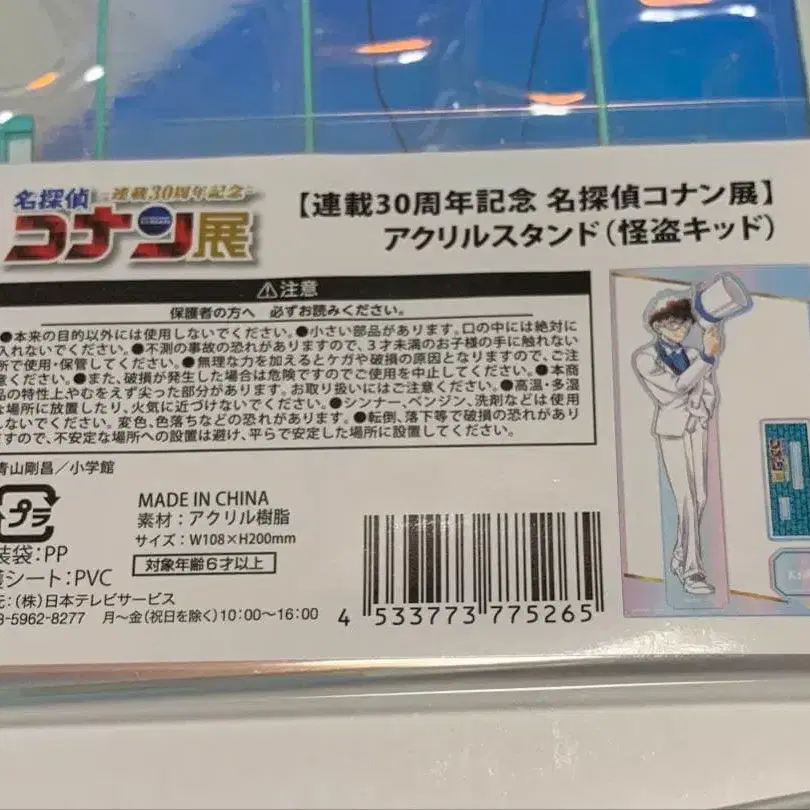 名探偵
連載30周年記念
コナン展
【連載30周年記念 名探偵コナン展】
アクリルスタンド(怪盗キッド)
⚠注意
保護者の方へ 必ずお読みください。
●本来の目的以外には使用しないでください。●小さい部品があります。口の中には絶対に
入れないでください。●不測の事故の恐れがありますので、3才未満のお子様の手に触れない
所で使用・保管してください。●無理な力を加えるとケガや破損の原因となりますので、ご注
意ください。●また、破損が発生した場合は危険ですのでご使用を中止してください。●本商
品の特性上やむをえず尖った部分があります。お取り扱いにはご注意ください。●高温・多湿
な場所に放置したり、火気に近づけないでください。●シンナー、ベンジン、洗剤などは使用
しないでください。変色、色落ちなどの恐れがあります。●転倒、落下等で破損の恐れがあり
ますので、不安定な場所への設置は避け、平らで安定した場所に設置してください。
青山剛昌/小学館
プラ
装袋:PP
護シート:PVC
MADE IN CHINA
素材:アクリル樹脂
サイズ:W108×H200mm
対象年齢6才以上
元:(株)日本テレビサービス
3-5962-8277 月~金(祝日を除く)10:00~16:00
4 533773 775265